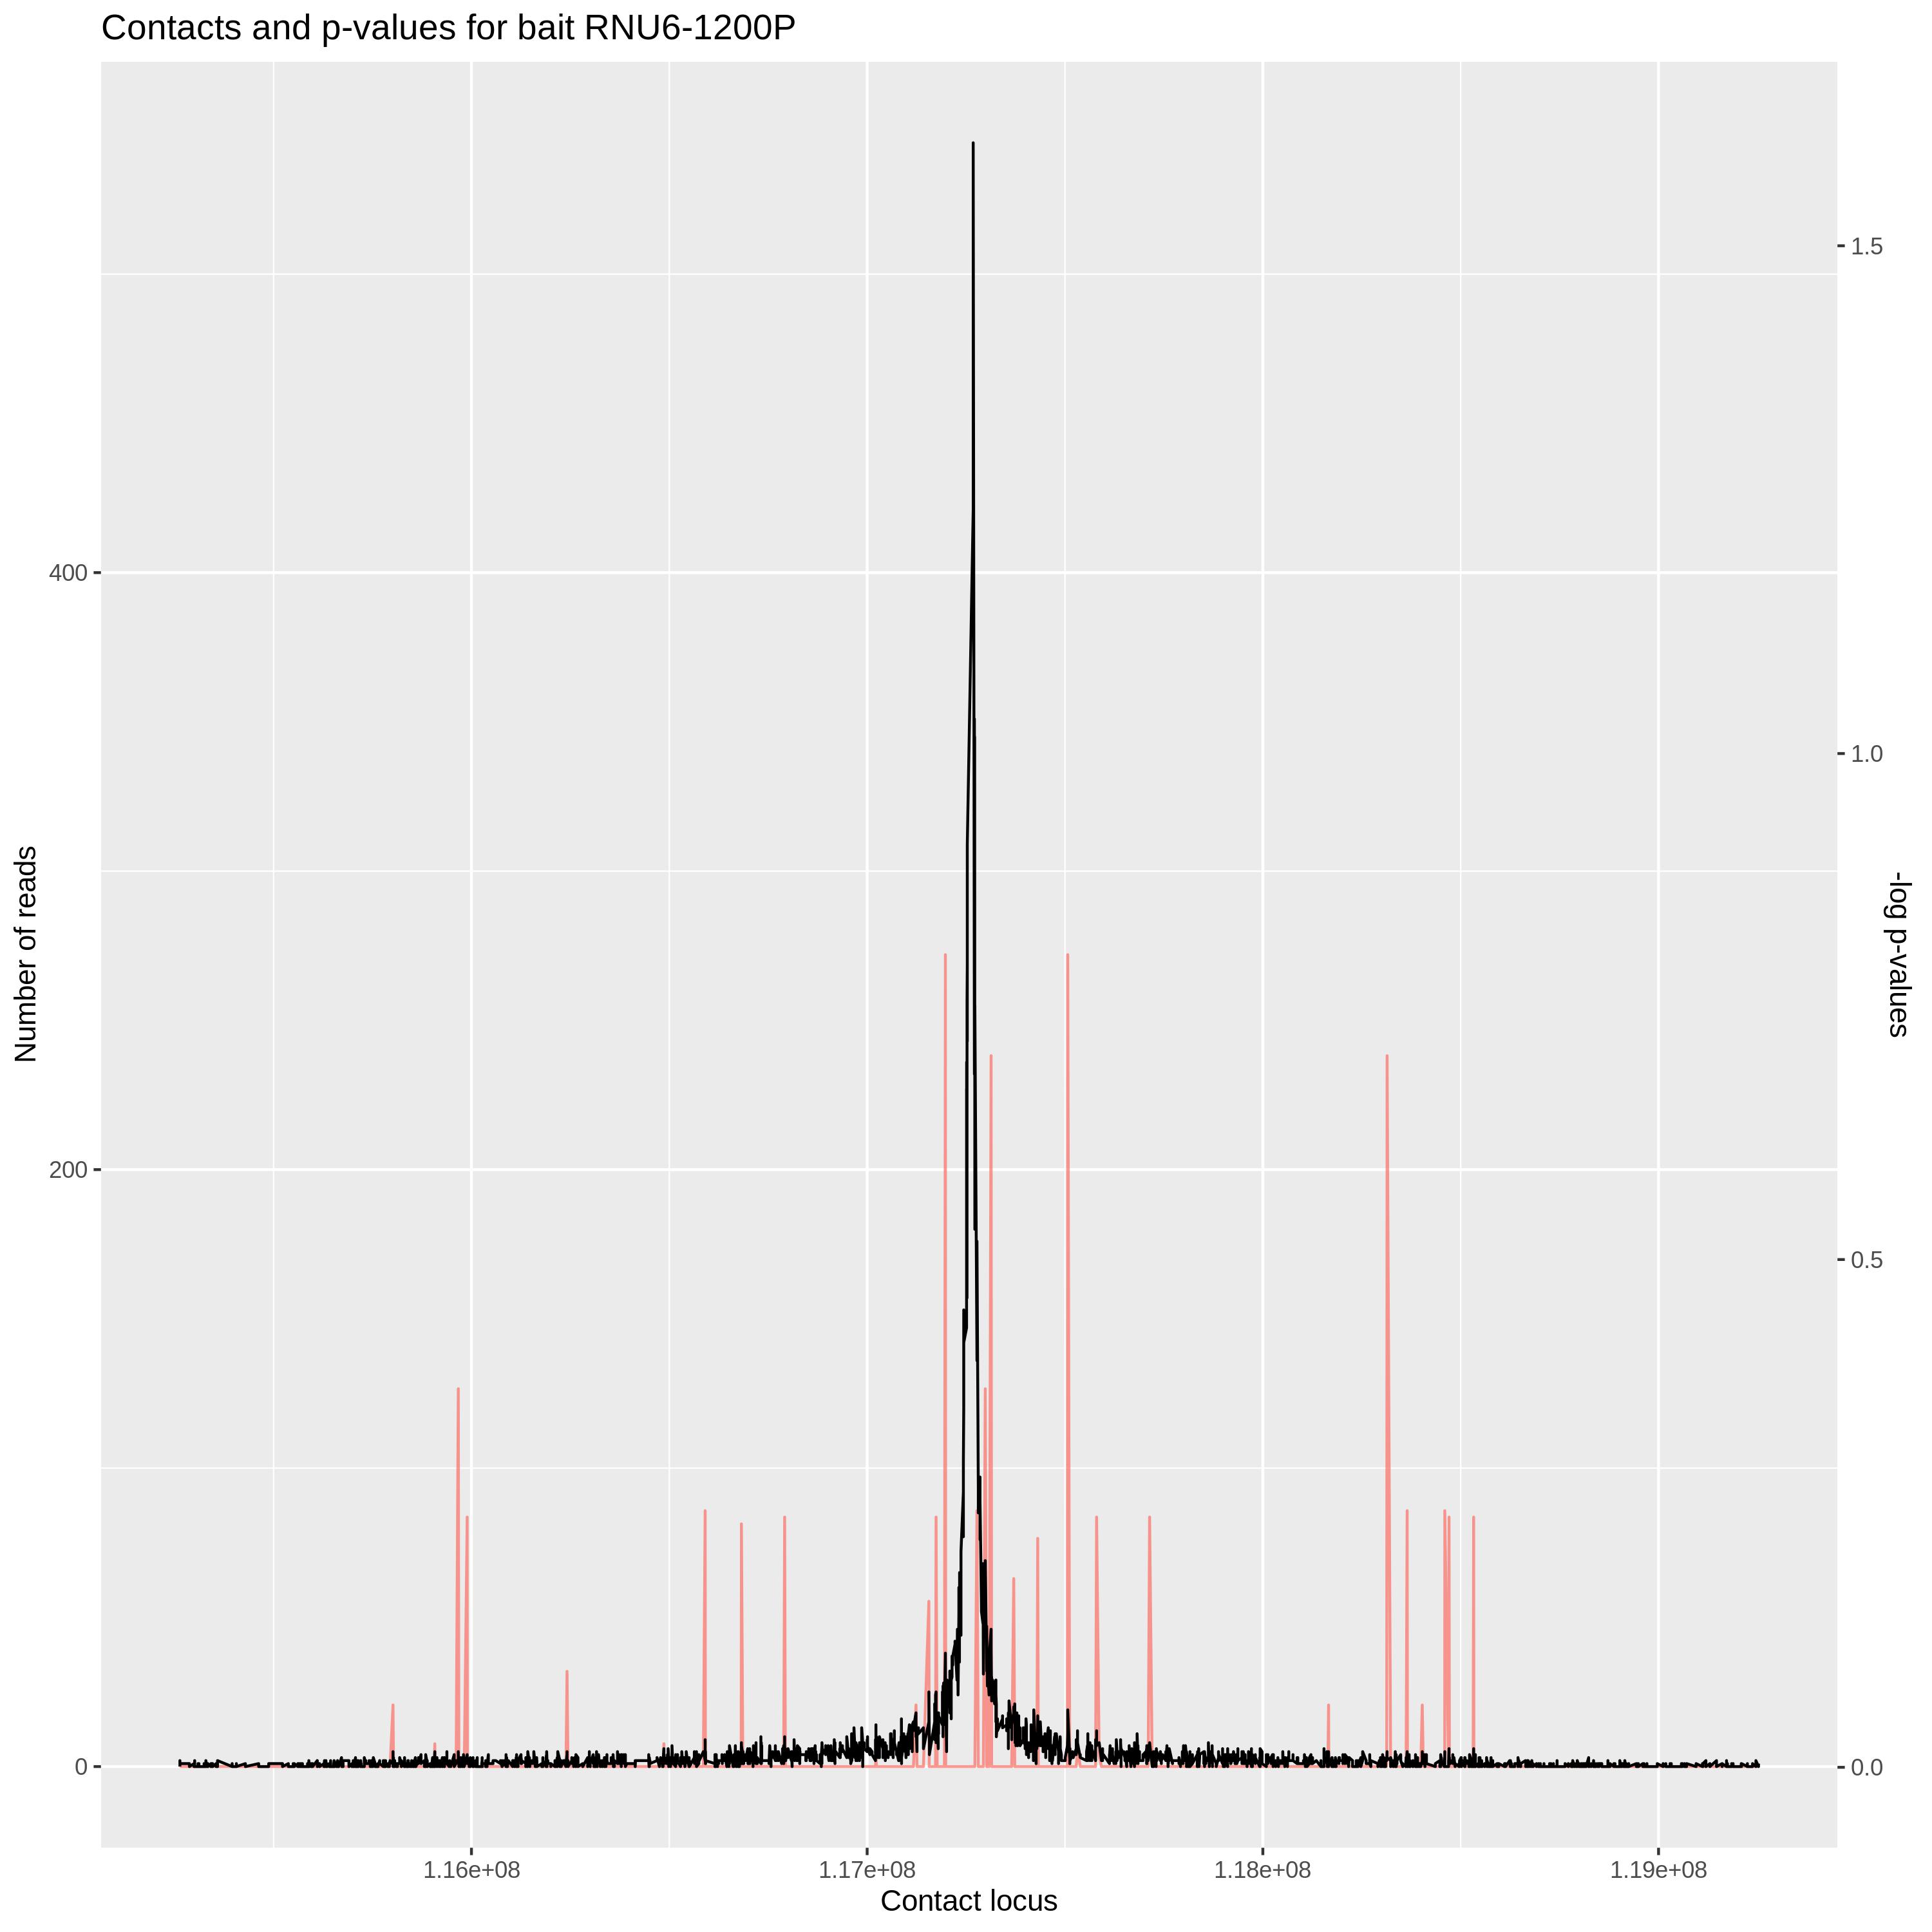 Contacts and p-values for bait RNU6-1200P
Number of reads
400
200
0
1.5
1.0
0.5
0.0
-log p-values
1.16e+08
1.17e+08
1.18e+08
1.19e+08
Contact locus